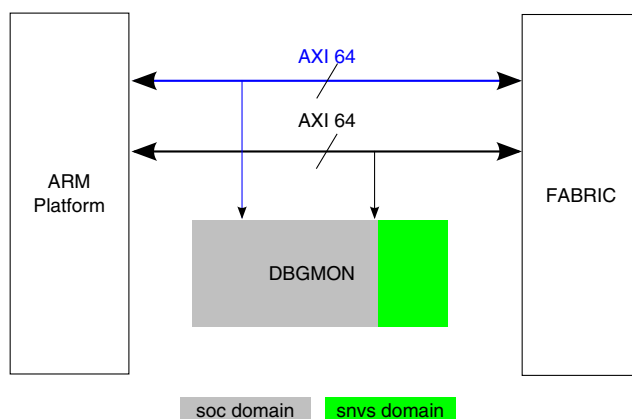 AXI 64
AXI 64
ARM
Platform
FABRIC
DBGMON
soc domain
snvs domain